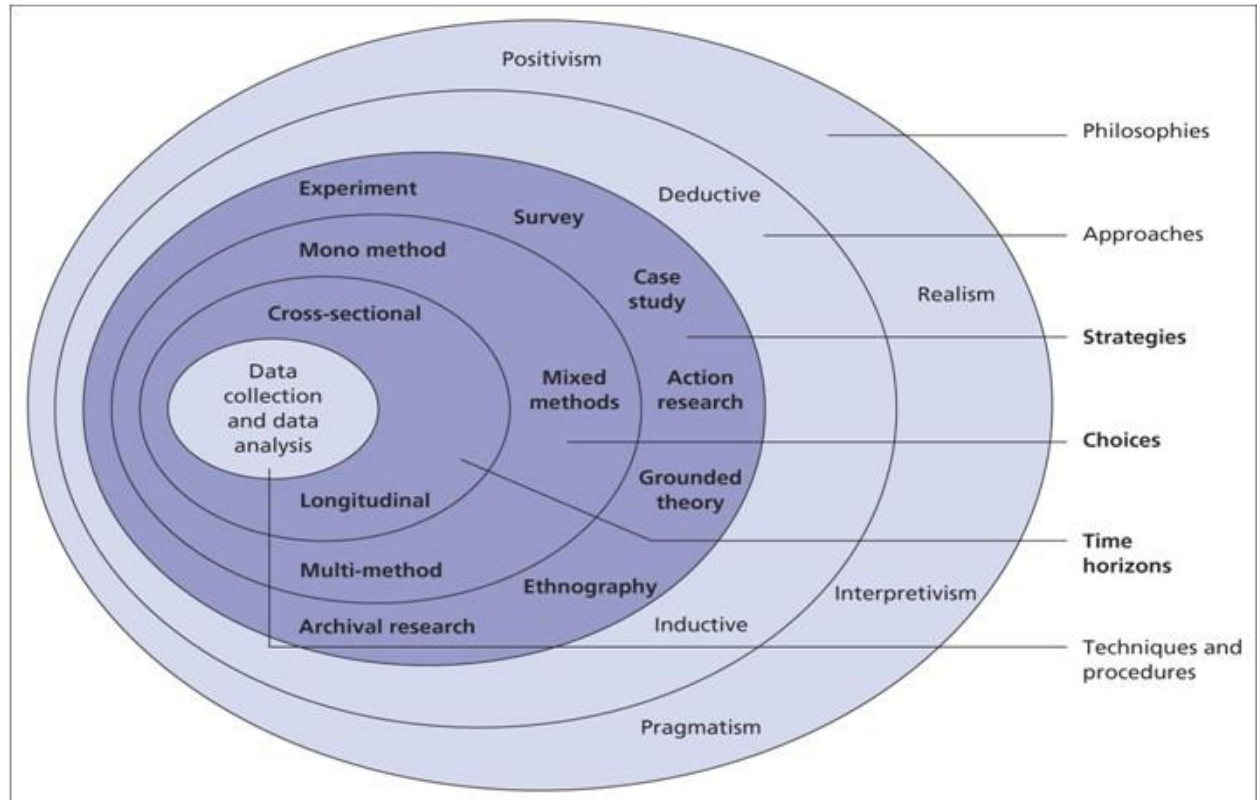 Positivism
Philosophies
Experiment
Deductive
Survey
Approaches
Mono method
Case
study
Realism
Cross-sectional
Strategies
Data
collection
and data
analysis
Mixed
methods
Action
research
Choices
Grounded
theory
Longitudinal
Time
horizons
Multi-method
Ethnography
Interpretivism
Archival research
Inductive
Techniques and
procedures
Pragmatism